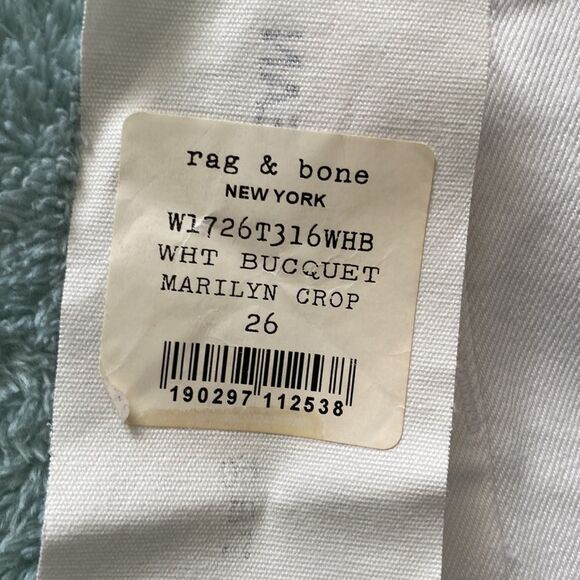 rag & bone
NEW YORK
W1726T316WHB
WHT BUCQUET
MARILYN CROP
26
190297 112538